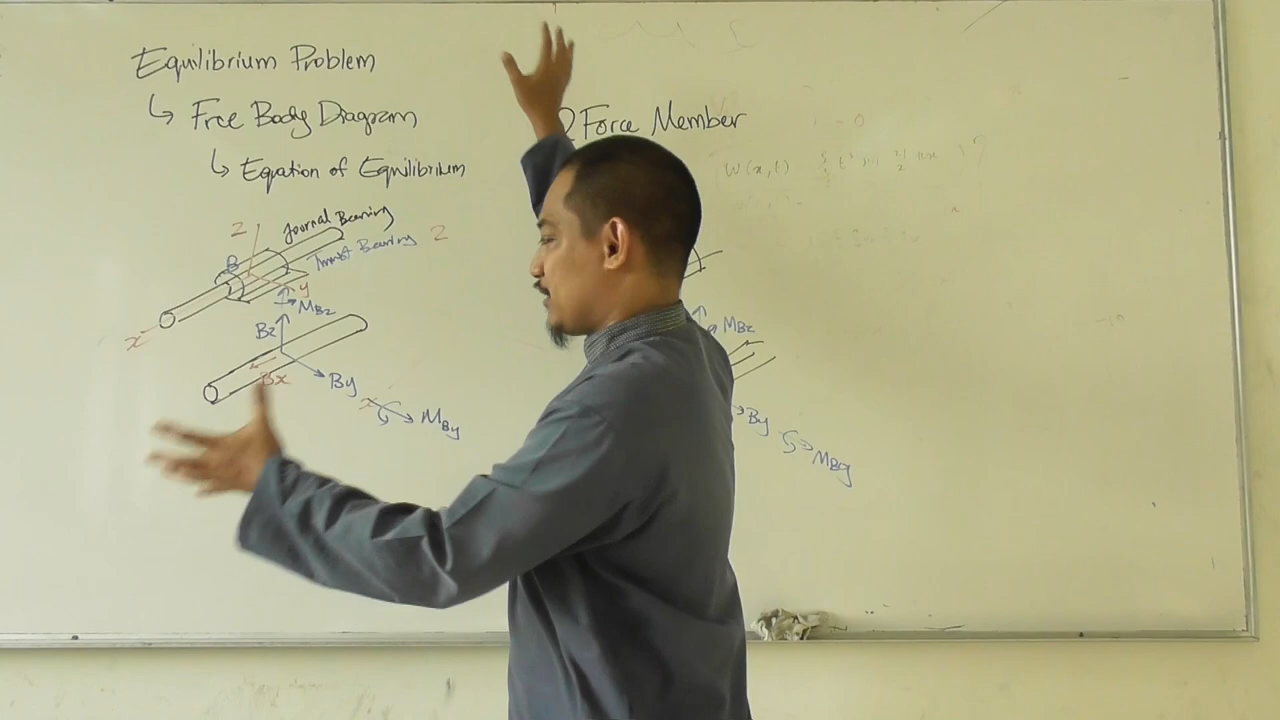 Equilibrium Problem
↳ Free Body Diagram
2 Force Member
↳ Equation of Equilibrium
W(x,t)
Journal Bearing
Thrust Bearing
z
z
B
y
x
MBz
Bz
Bx
By
MBy
MBz
By
MBy